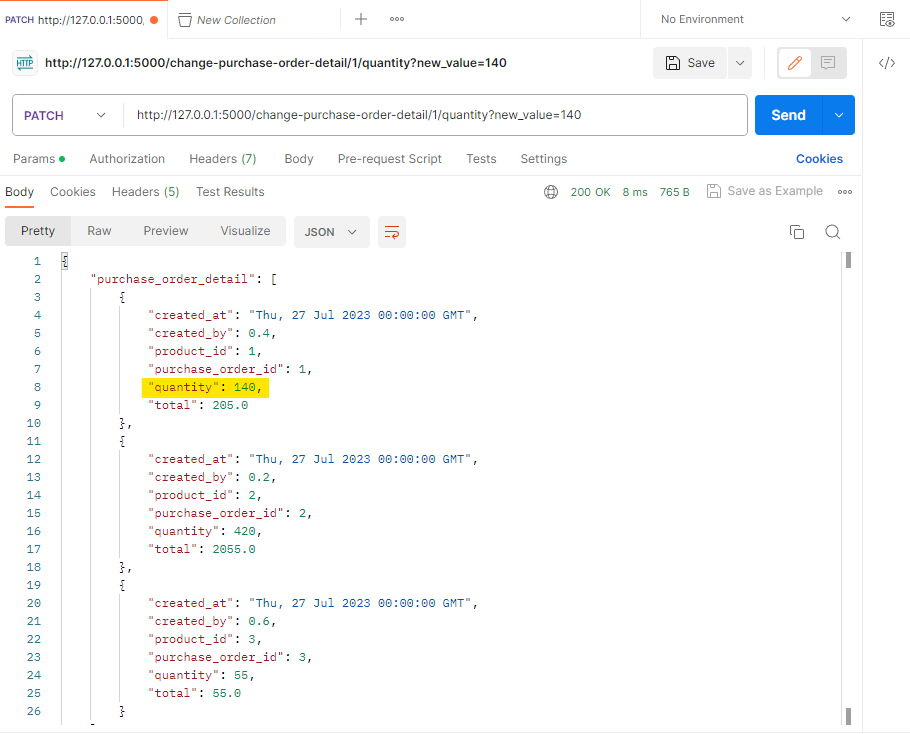 PATCH http://127.0.0.1:5000,
New Collection
No Environment
HTTP
http://127.0.0.1:5000/change-purchase-order-detail/1/quantity?new_value=140
Save
PATCH
http://127.0.0.1:5000/change-purchase-order-detail/1/quantity?new_value=140
Send
Params Authorization Headers (7) Body Pre-request Script Tests Settings Cookies
Body Cookies Headers (5) Test Results 200 OK 8 ms 765 B Save as Example
Pretty Raw Preview Visualize JSON
1 {
2 "purchase_order_detail": [
3 {
4 "created_at": "Thu, 27 Jul 2023 00:00:00 GMT",
5 "created_by": 0.4,
6 "product_id": 1,
7 "purchase_order_id": 1,
8 "quantity": 140,
9 "total": 205.0
10 },
11 {
12 "created_at": "Thu, 27 Jul 2023 00:00:00 GMT",
13 "created_by": 0.2,
14 "product_id": 2,
15 "purchase_order_id": 2,
16 "quantity": 420,
17 "total": 2055.0
18 },
19 {
20 "created_at": "Thu, 27 Jul 2023 00:00:00 GMT",
21 "created_by": 0.6,
22 "product_id": 3,
23 "purchase_order_id": 3,
24 "quantity": 55,
25 "total": 55.0
26 }